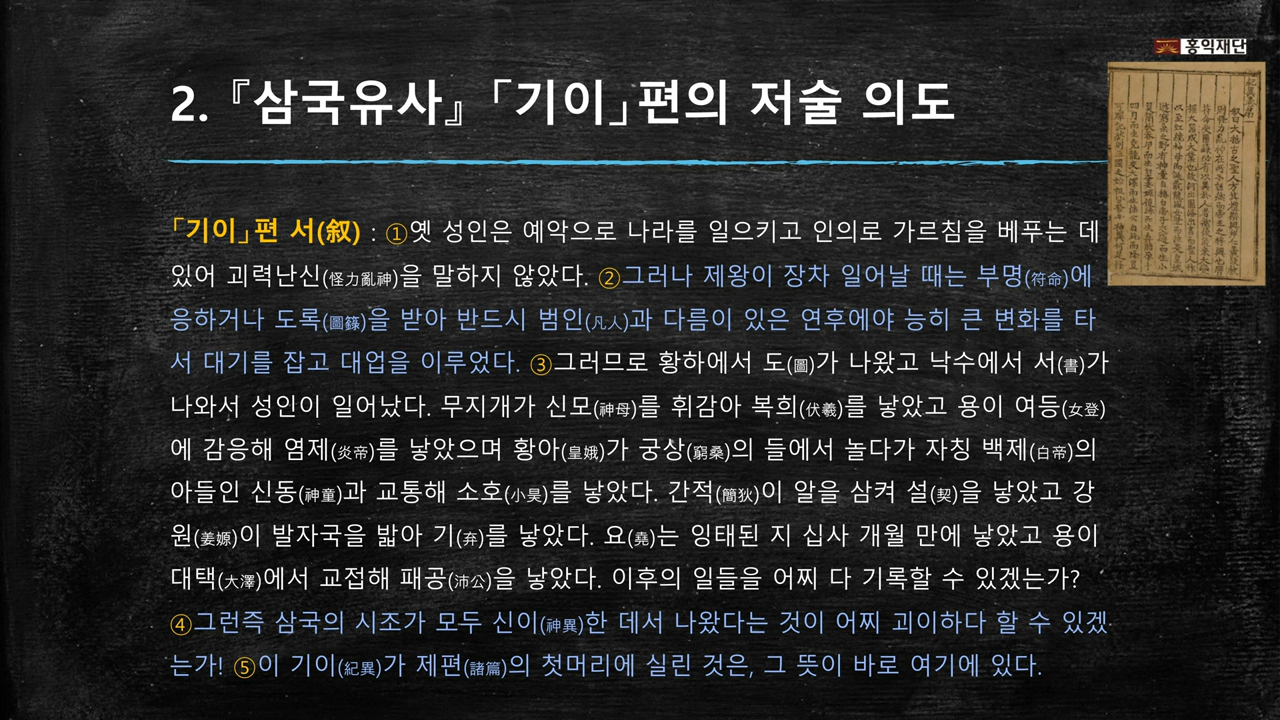 홍익재단
2. 『삼국유사』 「기이」편의 저술 의도
「기이」편 서(叙) : ①옛 성인은 예악으로 나라를 일으키고 인의로 가르침을 베푸는 데
있어 괴력난신(怪力亂神)을 말하지 않았다. ②그러나 제왕이 장차 일어날 때는 부명(符命)에
응하거나 도록(圖籙)을 받아 반드시 범인(凡人)과 다름이 있은 연후에야 능히 큰 변화를 타
서 대기를 잡고 대업을 이루었다. ③그러므로 황하에서 도(圖)가 나왔고 낙수에서 서(書)가
나와서 성인이 일어났다. 무지개가 신모(神母)를 휘감아 복희(伏羲)를 낳았고 용이 여등(女登)
에 감응해 염제(炎帝)를 낳았으며 황아(皇娥)가 궁상(窮桑)의 들에서 놀다가 자칭 백제(白帝)의
아들인 신동(神童)과 교통해 소호(小昊)를 낳았다. 간적(簡狄)이 알을 삼켜 설(契)을 낳았고 강
원(姜嫄)이 발자국을 밟아 기(弃)를 낳았다. 요(堯)는 잉태된 지 십사 개월 만에 낳았고 용이
대택(大澤)에서 교접해 패공(沛公)을 낳았다. 이후의 일들을 어찌 다 기록할 수 있겠는가?
④그런즉 삼국의 시조가 모두 신이(神異)한 데서 나왔다는 것이 어찌 괴이하다 할 수 있겠
는가! ⑤이 기이(紀異)가 제편(諸篇)의 첫머리에 실린 것은, 그 뜻이 바로 여기에 있다.